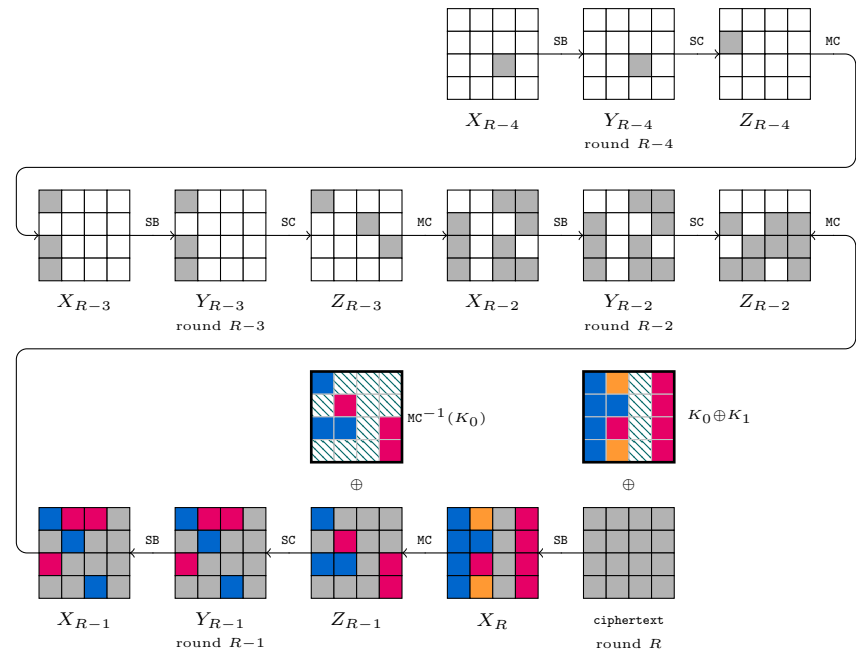 SB SC MC
X_{R−4} Y_{R−4} Z_{R−4}
round R−4
SB SC MC SB SC MC
X_{R−3} Y_{R−3} Z_{R−3} X_{R−2} Y_{R−2} Z_{R−2}
round R−3 round R−2
MC^{−1}(K_0) K_0⊕K_1
⊕ ⊕
SB SC MC SB
X_{R−1} Y_{R−1} Z_{R−1} X_R ciphertext
round R−1 round R